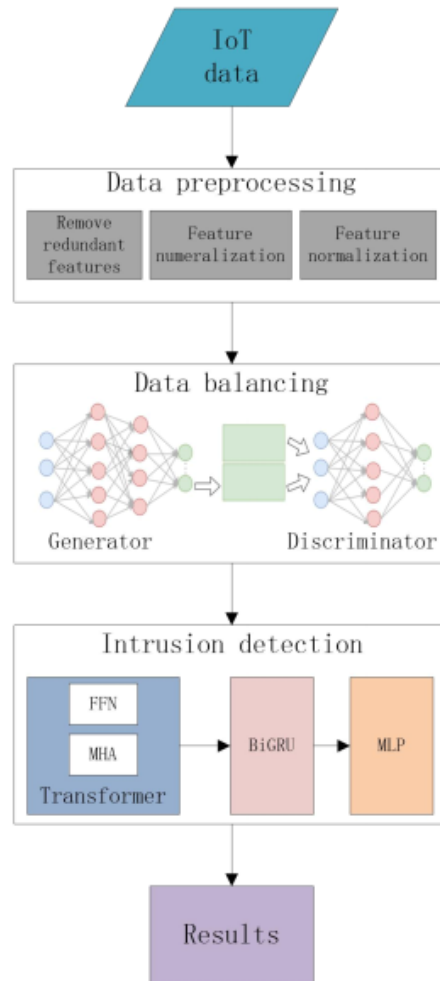 IoT
data
Data preprocessing
Remove
redundant
features
Feature
numeralization
Feature
normalization
Data balancing
Generator
Discriminator
Intrusion detection
FFN
MHA
Transformer
BiGRU
MLP
Results